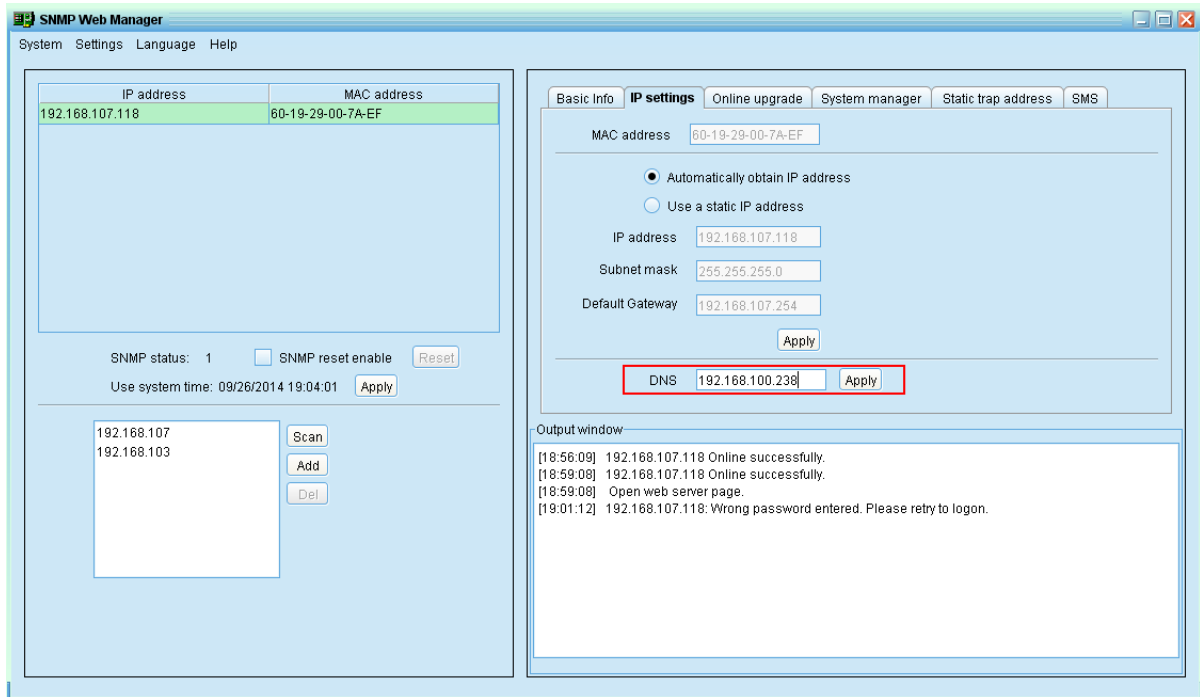 SNMP Web Manager
System Settings Language Help
IP address MAC address
192.168.107.118 60-19-29-00-7A-EF
SNMP status: 1 SNMP reset enable Reset
Use system time: 09/26/2014 19:04:01 Apply
192.168.107
192.168.103
Scan
Add
Del
Basic Info IP settings Online upgrade System manager Static trap address SMS
MAC address 60-19-29-00-7A-EF
Automatically obtain IP address
Use a static IP address
IP address 192.168.107.118
Subnet mask 255.255.255.0
Default Gateway 192.168.107.254
Apply
DNS 192.168.100.238 Apply
Output window
[18:56:09] 192.168.107.118 Online successfully.
[18:59:08] 192.168.107.118 Online successfully.
[18:59:08] Open web server page.
[19:01:12] 192.168.107.118: Wrong password entered. Please retry to logon.